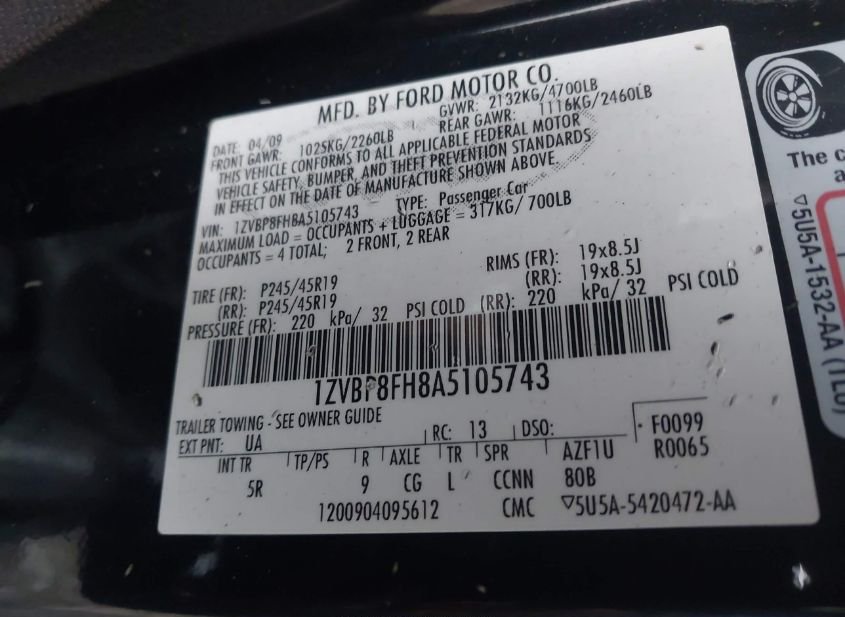 MFD. BY FORD MOTOR CO.
DATE: 04/09 GVWR: 2132KG/4700LB
FRONT GAWR: 1025KG/2260LB REAR GAWR: 1116KG/2460LB
THIS VEHICLE CONFORMS TO ALL APPLICABLE FEDERAL MOTOR
VEHICLE SAFETY, BUMPER, AND THEFT PREVENTION STANDARDS
IN EFFECT ON THE DATE OF MANUFACTURE SHOWN ABOVE.
VIN: 1ZVBP8FH8A5105743 TYPE: Passenger Car
MAXIMUM LOAD = OCCUPANTS + LUGGAGE = 317KG/ 700LB
OCCUPANTS = 4 TOTAL; 2 FRONT, 2 REAR
TIRE (FR): P245/45R19 RIMS (FR): 19x8.5J
(RR): P245/45R19 (RR): 19x8.5J
PRESSURE (FR): 220 kPa/ 32 PSI COLD (RR): 220 kPa/ 32 PSI COLD
1ZVBP8FH8A5105743
TRAILER TOWING - SEE OWNER GUIDE
EXT PNT: UA RC: 13 DSO: F0099
INT TR TP/PS R AXLE TR SPR AZF1U R0065
5R 9 CG L CCNN 80B
1200904095612 CMC ▽5U5A-5420472-AA
The
▽5U5A-1532-AA